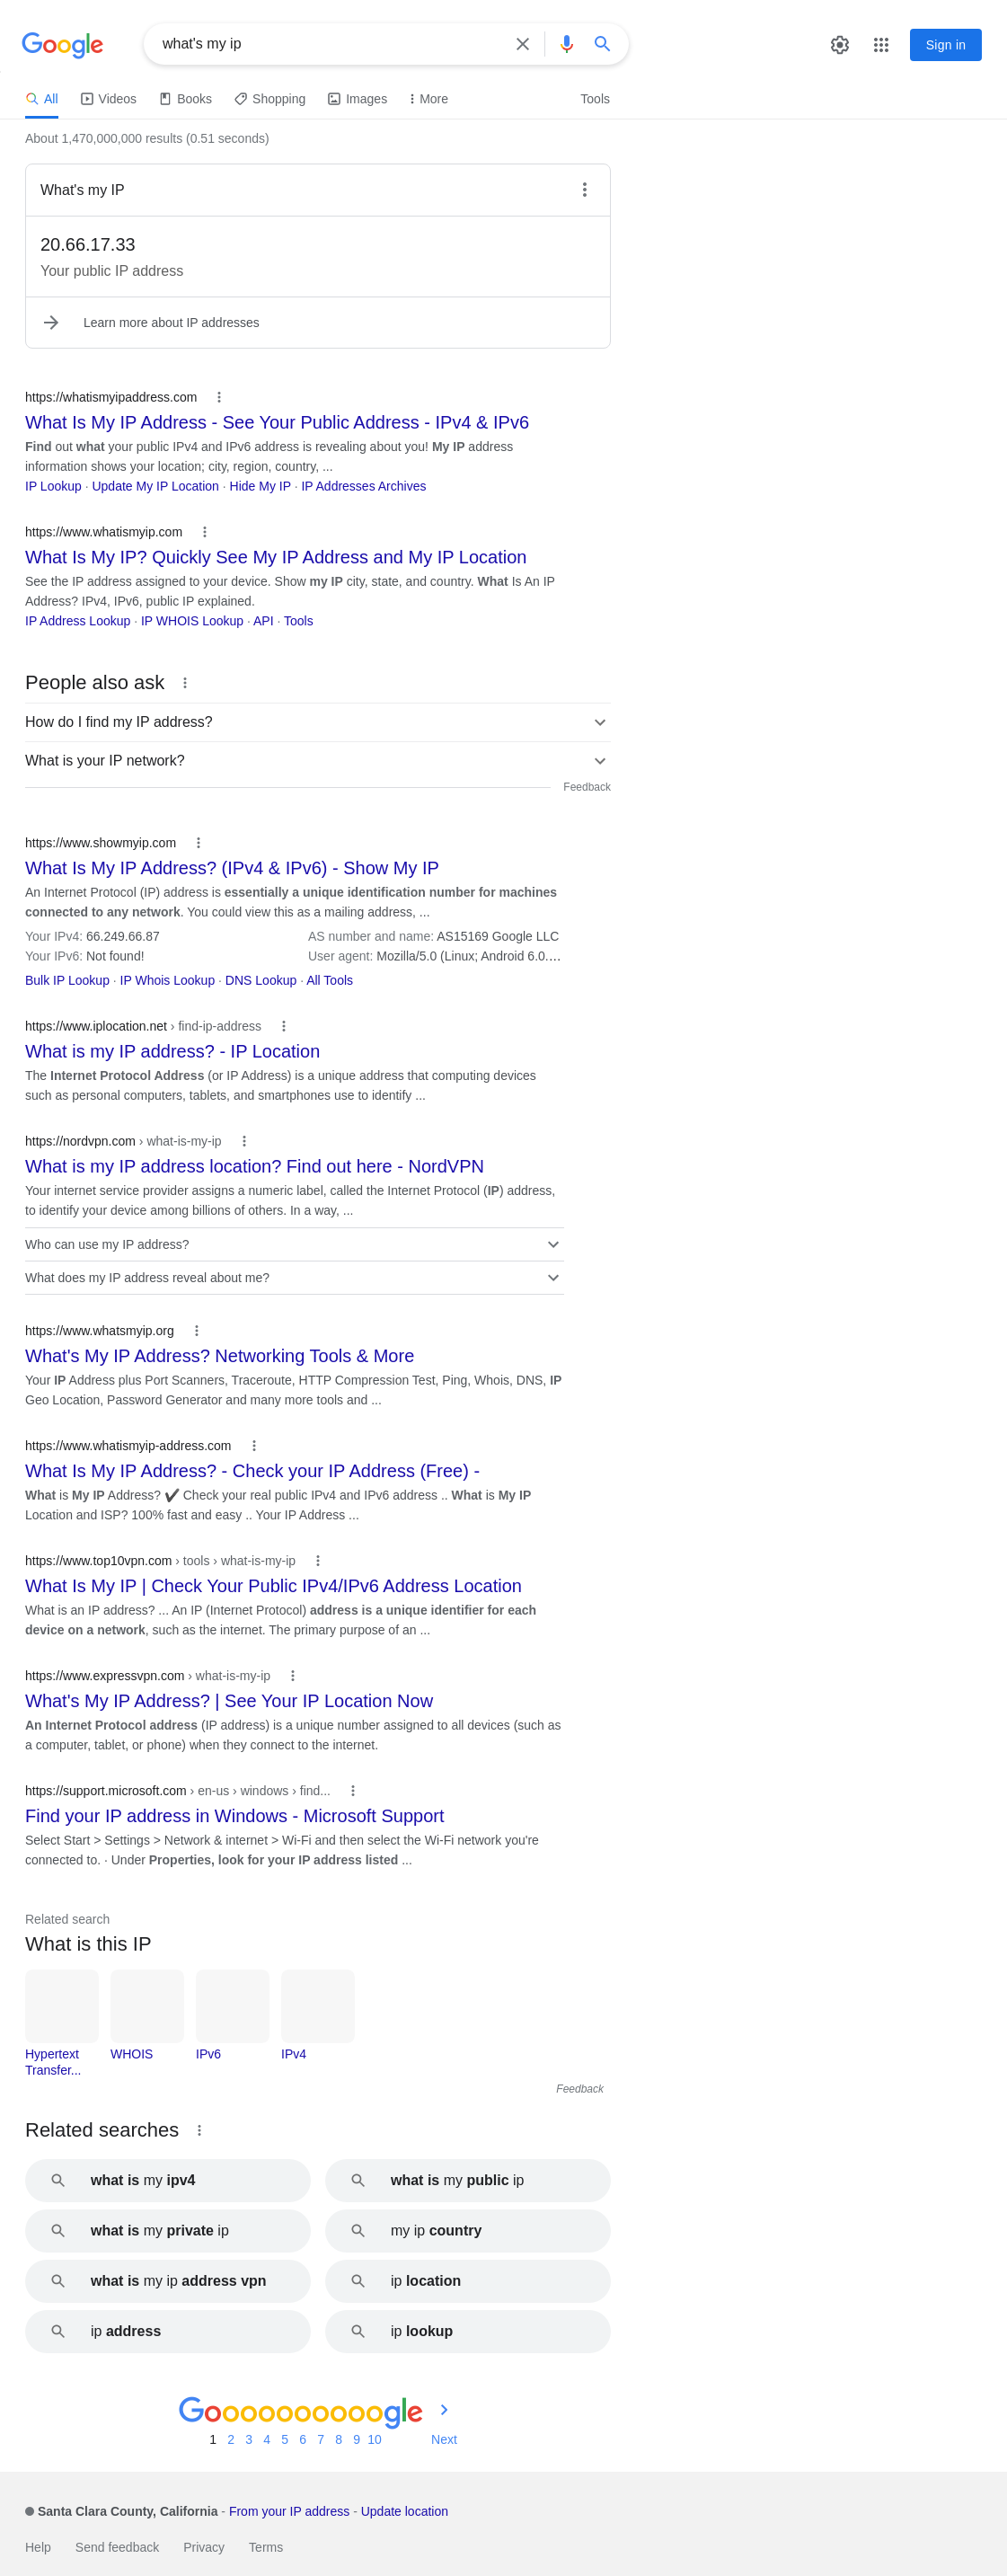 Google
what's my ip
Sign in
All Videos Books Shopping Images More Tools
About 1,470,000,000 results (0.51 seconds)
What's my IP
20.66.17.33
Your public IP address
Learn more about IP addresses
https://whatismyipaddress.com
What Is My IP Address - See Your Public Address - IPv4 & IPv6
Find out what your public IPv4 and IPv6 address is revealing about you! My IP address
information shows your location; city, region, country, ...
IP Lookup · Update My IP Location · Hide My IP · IP Addresses Archives
https://www.whatismyip.com
What Is My IP? Quickly See My IP Address and My IP Location
See the IP address assigned to your device. Show my IP city, state, and country. What Is An IP
Address? IPv4, IPv6, public IP explained.
IP Address Lookup · IP WHOIS Lookup · API · Tools
People also ask
How do I find my IP address?
What is your IP network?
Feedback
https://www.showmyip.com
What Is My IP Address? (IPv4 & IPv6) - Show My IP
An Internet Protocol (IP) address is essentially a unique identification number for machines
connected to any network. You could view this as a mailing address, ...
Your IPv4: 66.249.66.87 AS number and name: AS15169 Google LLC
Your IPv6: Not found! User agent: Mozilla/5.0 (Linux; Android 6.0....
Bulk IP Lookup · IP Whois Lookup · DNS Lookup · All Tools
https://www.iplocation.net › find-ip-address
What is my IP address? - IP Location
The Internet Protocol Address (or IP Address) is a unique address that computing devices
such as personal computers, tablets, and smartphones use to identify ...
https://nordvpn.com › what-is-my-ip
What is my IP address location? Find out here - NordVPN
Your internet service provider assigns a numeric label, called the Internet Protocol (IP) address,
to identify your device among billions of others. In a way, ...
Who can use my IP address?
What does my IP address reveal about me?
https://www.whatsmyip.org
What's My IP Address? Networking Tools & More
Your IP Address plus Port Scanners, Traceroute, HTTP Compression Test, Ping, Whois, DNS, IP
Geo Location, Password Generator and many more tools and ...
https://www.whatismyip-address.com
What Is My IP Address? - Check your IP Address (Free) -
What is My IP Address? ✔️ Check your real public IPv4 and IPv6 address .. What is My IP
Location and ISP? 100% fast and easy .. Your IP Address ...
https://www.top10vpn.com › tools › what-is-my-ip
What Is My IP | Check Your Public IPv4/IPv6 Address Location
What is an IP address? ... An IP (Internet Protocol) address is a unique identifier for each
device on a network, such as the internet. The primary purpose of an ...
https://www.expressvpn.com › what-is-my-ip
What's My IP Address? | See Your IP Location Now
An Internet Protocol address (IP address) is a unique number assigned to all devices (such as
a computer, tablet, or phone) when they connect to the internet.
https://support.microsoft.com › en-us › windows › find...
Find your IP address in Windows - Microsoft Support
Select Start > Settings > Network & internet > Wi-Fi and then select the Wi-Fi network you're
connected to. · Under Properties, look for your IP address listed ...
Related search
What is this IP
Hypertext
Transfer...
WHOIS
IPv6
IPv4
Feedback
Related searches
what is my ipv4
what is my public ip
what is my private ip
my ip country
what is my ip address vpn
ip location
ip address
ip lookup
Goooooooooogle
1 2 3 4 5 6 7 8 9 10 Next
Santa Clara County, California - From your IP address - Update location
Help Send feedback Privacy Terms